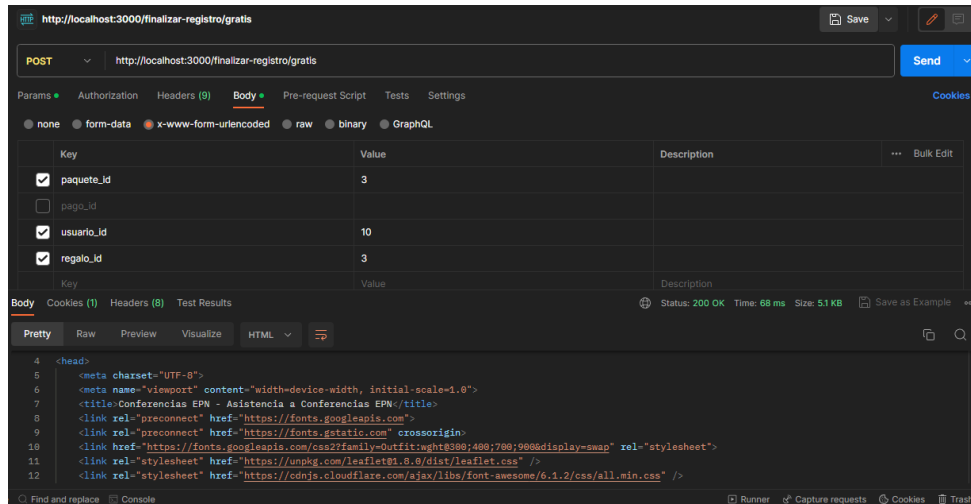 HTTP http://localhost:3000/finalizar-registro/gratis Save
POST http://localhost:3000/finalizar-registro/gratis Send
Params Authorization Headers (9) Body Pre-request Script Tests Settings Cookies
none form-data x-www-form-urlencoded raw binary GraphQL
Key Value Description ••• Bulk Edit
paquete_id 3
pago_id
usuario_id 10
regalo_id 3
Key Value Description
Body Cookies (1) Headers (8) Test Results Status: 200 OK Time: 68 ms Size: 5.1 KB Save as Example
Pretty Raw Preview Visualize HTML
4 <head>
5 <meta charset="UTF-8">
6 <meta name="viewport" content="width=device-width, initial-scale=1.0">
7 <title>Conferencias EPN - Asistencia a Conferencias EPN</title>
8 <link rel="preconnect" href="https://fonts.googleapis.com">
9 <link rel="preconnect" href="https://fonts.gstatic.com" crossorigin>
10 <link href="https://fonts.googleapis.com/css2?family=Outfit:wght@300;400;700;900&display=swap" rel="stylesheet">
11 <link rel="stylesheet" href="https://unpkg.com/leaflet@1.8.0/dist/leaflet.css" />
12 <link rel="stylesheet" href="https://cdnjs.cloudflare.com/ajax/libs/font-awesome/6.1.2/css/all.min.css" />
Find and replace Console Runner Capture requests Cookies Trash